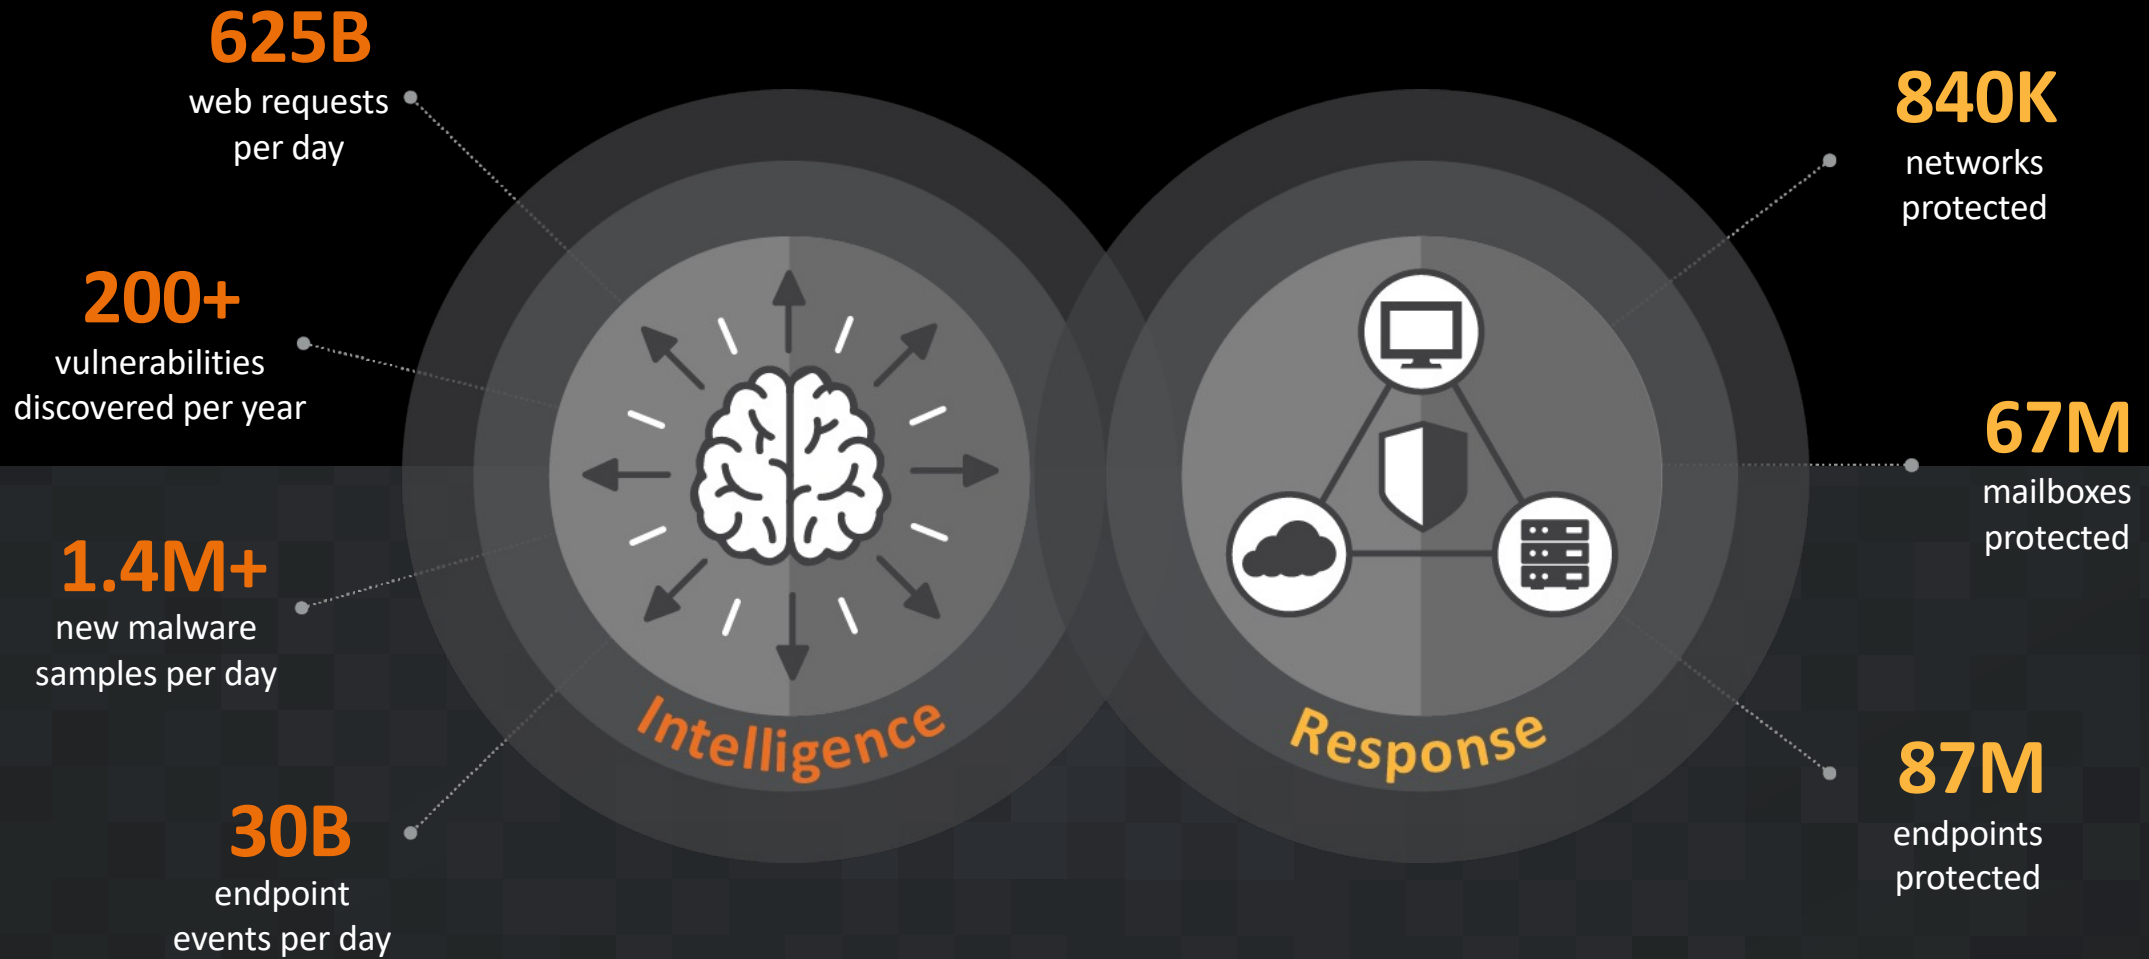 625B
web requests
per day
200+
vulnerabilities
discovered per year
1.4M+
new malware
samples per day
30B
endpoint
events per day
Intelligence
Response
840K
networks
protected
67M
mailboxes
protected
87M
endpoints
protected